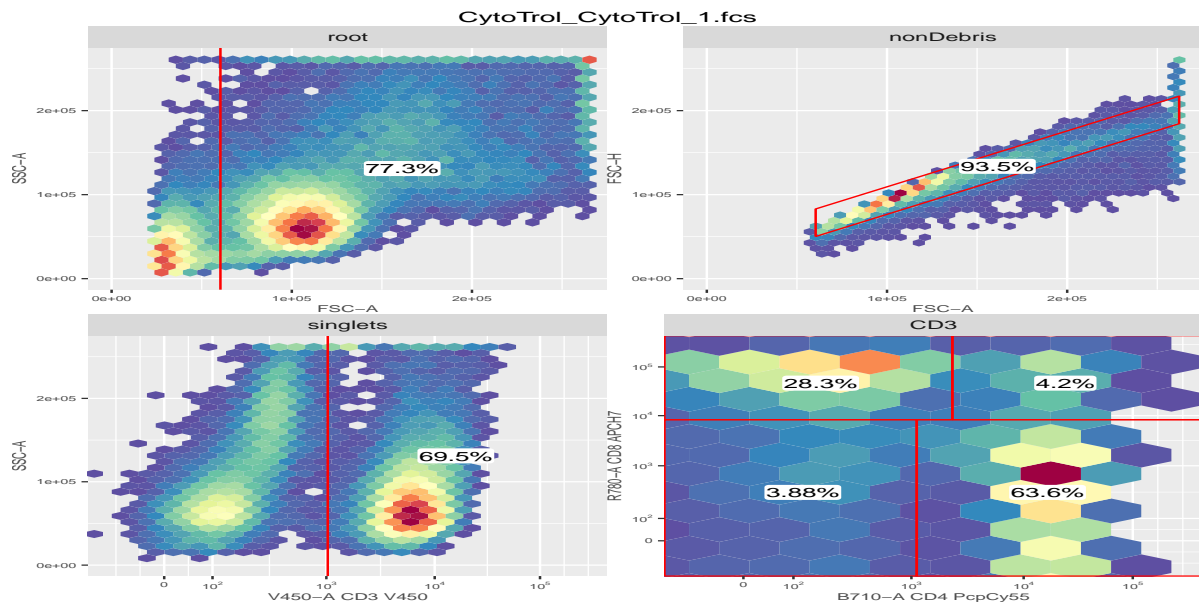 CytoTrol_CytoTrol_1.fcs
root
nonDebris
SSC-A
2e+05
1e+05
0e+00
77.3%
0e+00
1e+05
2e+05
FSC-A
FSC-H
2e+05
1e+05
0e+00
93.5%
0e+00
1e+05
2e+05
FSC-A
singlets
CD3
SSC-A
2e+05
1e+05
0e+00
69.5%
0
10²
10³
10⁴
10⁵
V450-A CD3 V450
R780-A CD8 APCH7
10⁵
10⁴
10³
10²
0
28.3%
4.2%
3.88%
63.6%
0
10²
10³
10⁴
10⁵
B710-A CD4 PcpCy55